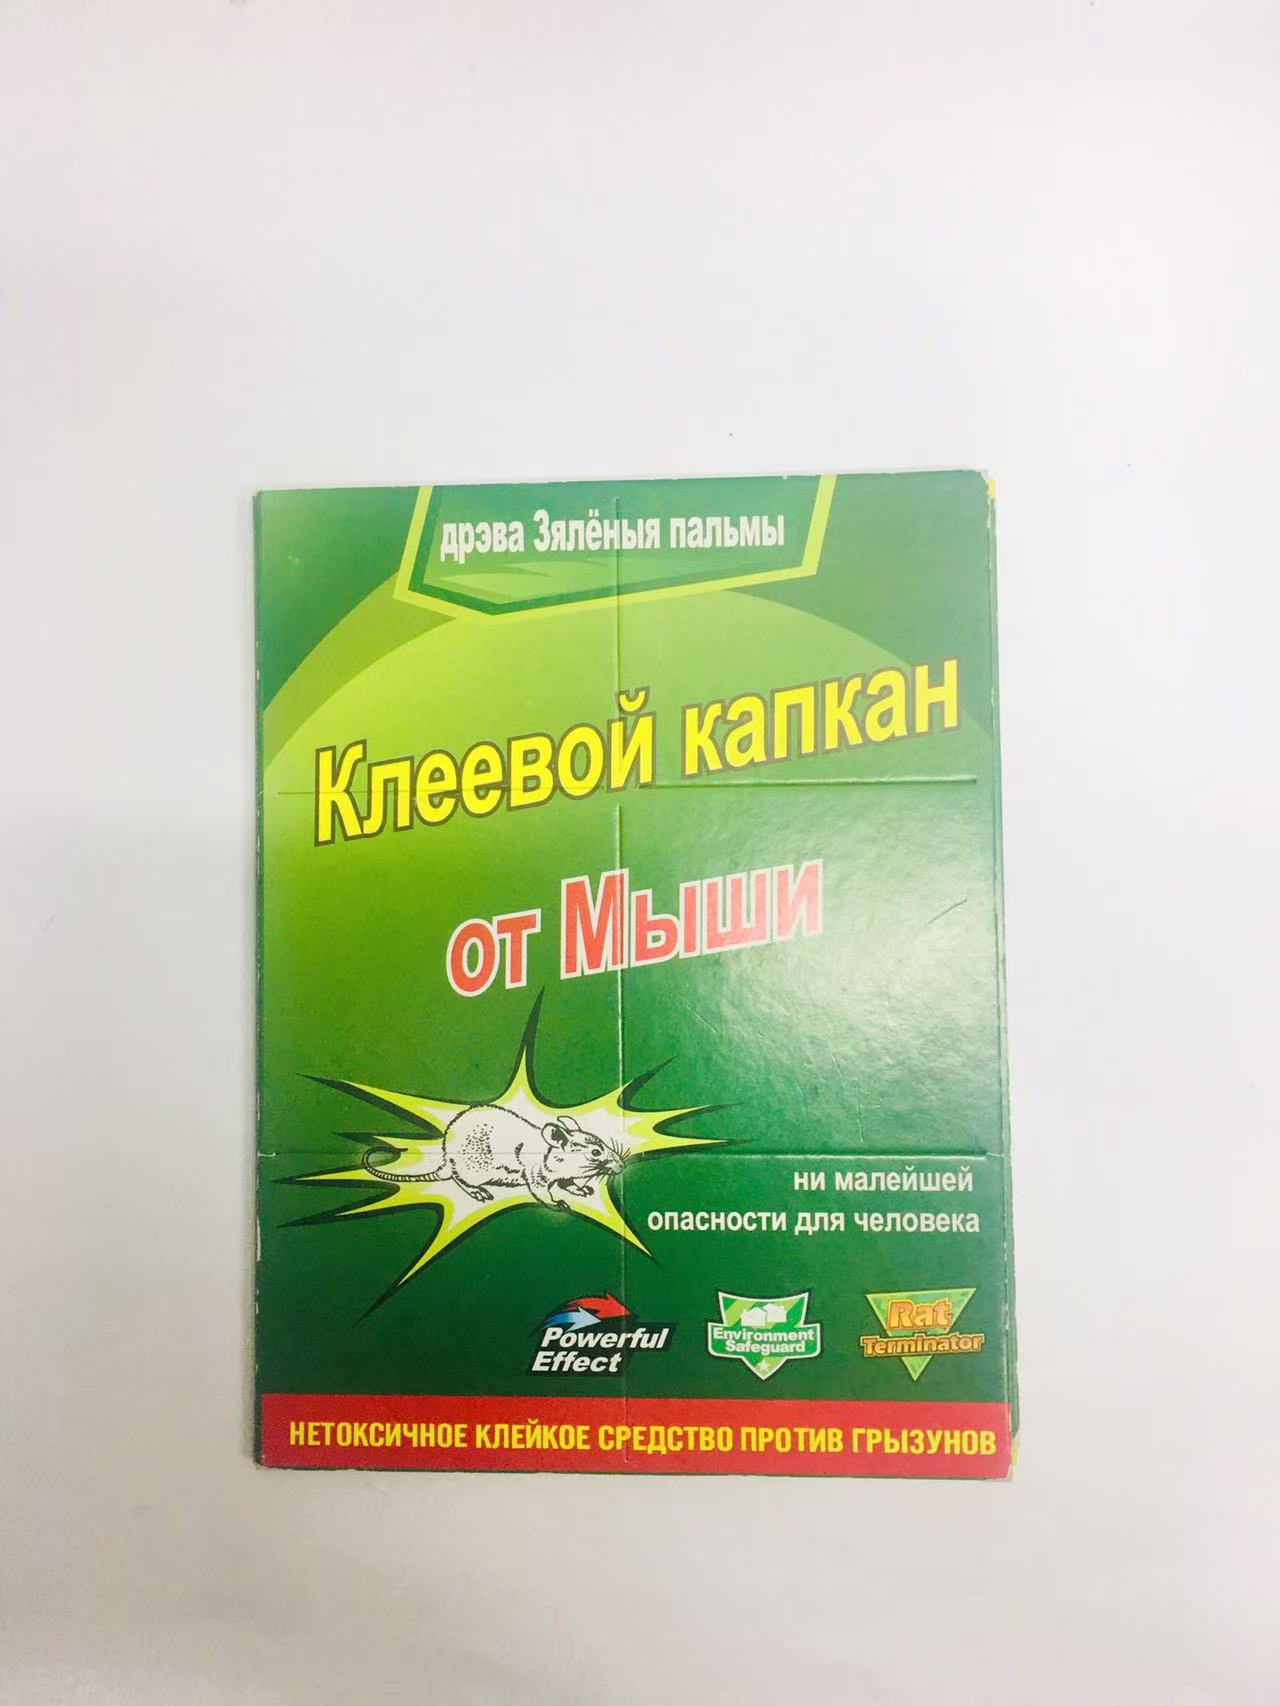 дрэва Зялёныя пальмы
Клеевой капкан
от Мыши
ни малейшей
опасности для человека
Powerful
Effect
Environment
Safeguard
Rat
Terminator
НЕТОКСИЧНОЕ КЛЕЙКОЕ СРЕДСТВО ПРОТИВ ГРЫЗУНОВ